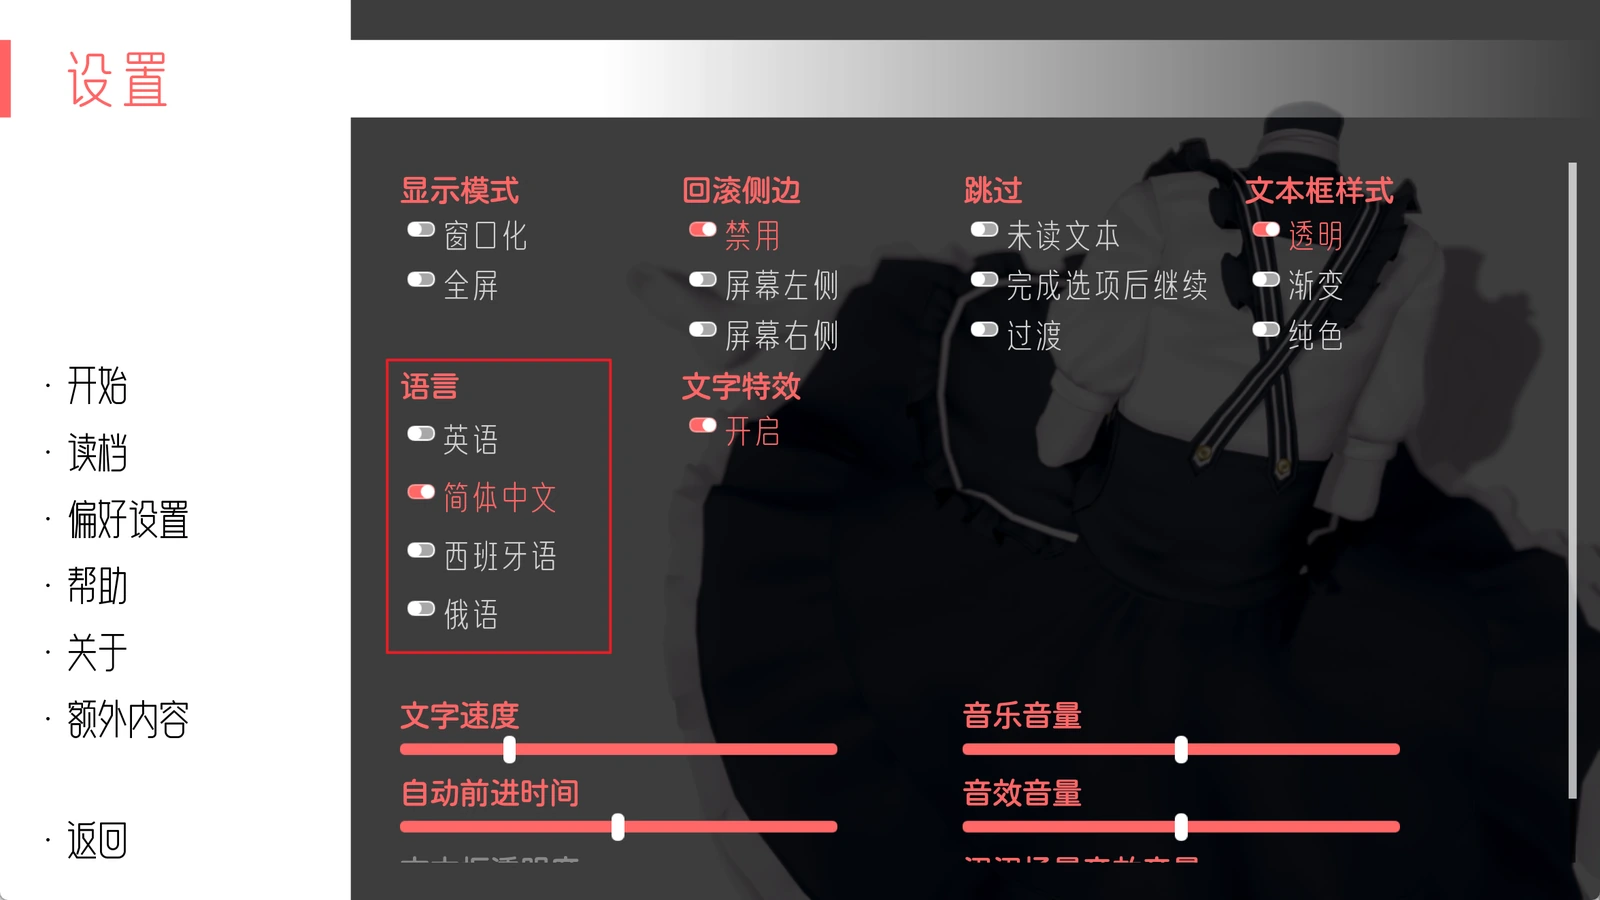 设置
开始
读档
偏好设置
帮助
关于
额外内容
返回
显示模式
窗口化
全屏
回滚侧边
禁用
屏幕左侧
屏幕右侧
跳过
未读文本
完成选项后继续
过渡
文本框样式
透明
渐变
纯色
语言
英语
简体中文
西班牙语
俄语
文字特效
开启
文字速度
自动前进时间
音乐音量
音效音量